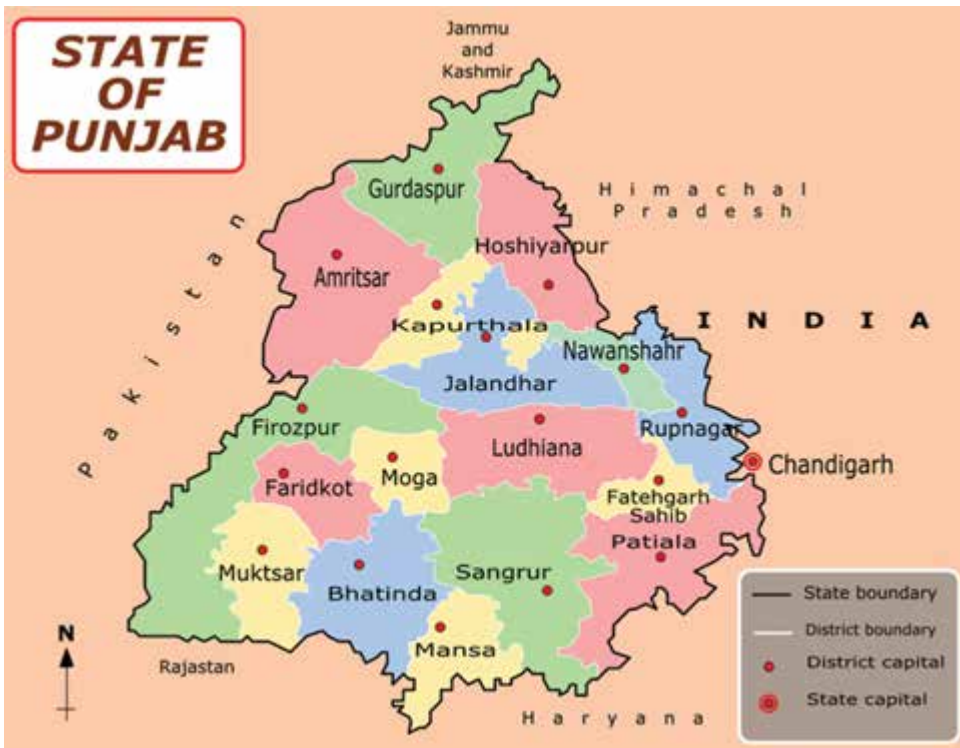 STATE
OF
PUNJAB
Jammu
and
Kashmir
Gurdaspur
Himachal
Pradesh
Hoshiyarpur
Amritsar
Pakistan
Kapurthala
INDIA
Nawanshahr
Jalandhar
Firozpur
Ludhiana
Rupnagar
Chandigarh
Moga
Faridkot
Fatehgarh
Sahib
Patiala
Muktsar
Bhatinda
Sangrur
Mansa
N
Rajastan
Haryana
State boundary
District boundary
District capital
State capital